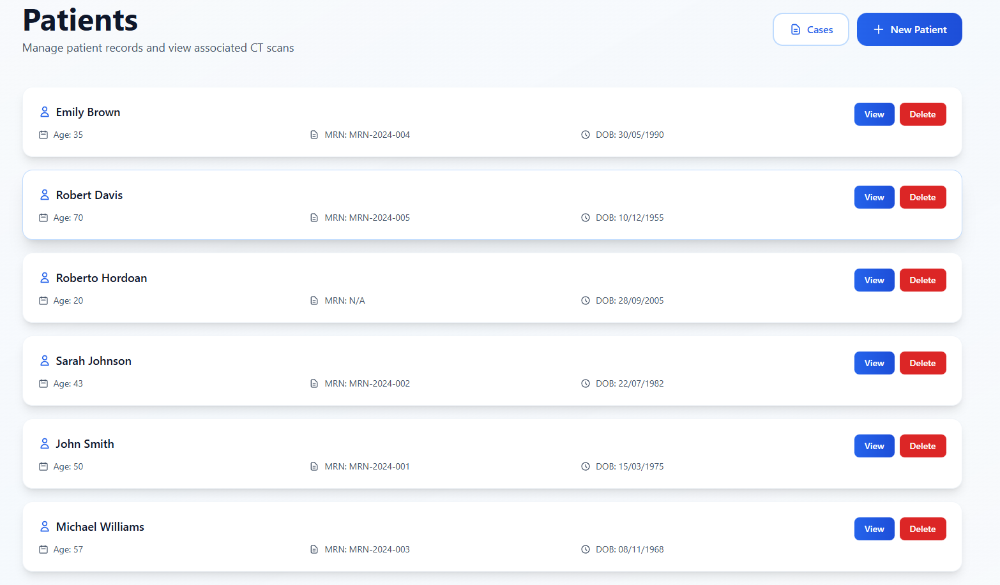 Patients
Manage patient records and view associated CT scans
Cases
New Patient
Emily Brown
View Delete
Age: 35 MRN: MRN-2024-004 DOB: 30/05/1990
Robert Davis
View Delete
Age: 70 MRN: MRN-2024-005 DOB: 10/12/1955
Roberto Hordoan
View Delete
Age: 20 MRN: N/A DOB: 28/09/2005
Sarah Johnson
View Delete
Age: 43 MRN: MRN-2024-002 DOB: 22/07/1982
John Smith
View Delete
Age: 50 MRN: MRN-2024-001 DOB: 15/03/1975
Michael Williams
View Delete
Age: 57 MRN: MRN-2024-003 DOB: 08/11/1968